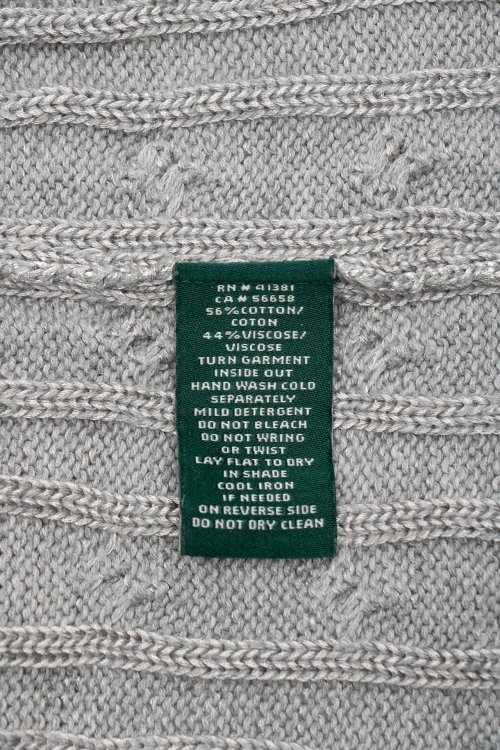 RN # 41381
CA # 56658
56%COTTON/
COTON
44%VISCOSE/
VISCOSE
TURN GARMENT
INSIDE OUT
HAND WASH COLD
SEPARATELY
MILD DETERGENT
DO NOT BLEACH
DO NOT WRING
OR TWIST
LAY FLAT TO DRY
IN SHADE
COOL IRON
IF NEEDED
ON REVERSE SIDE
DO NOT DRY CLEAN